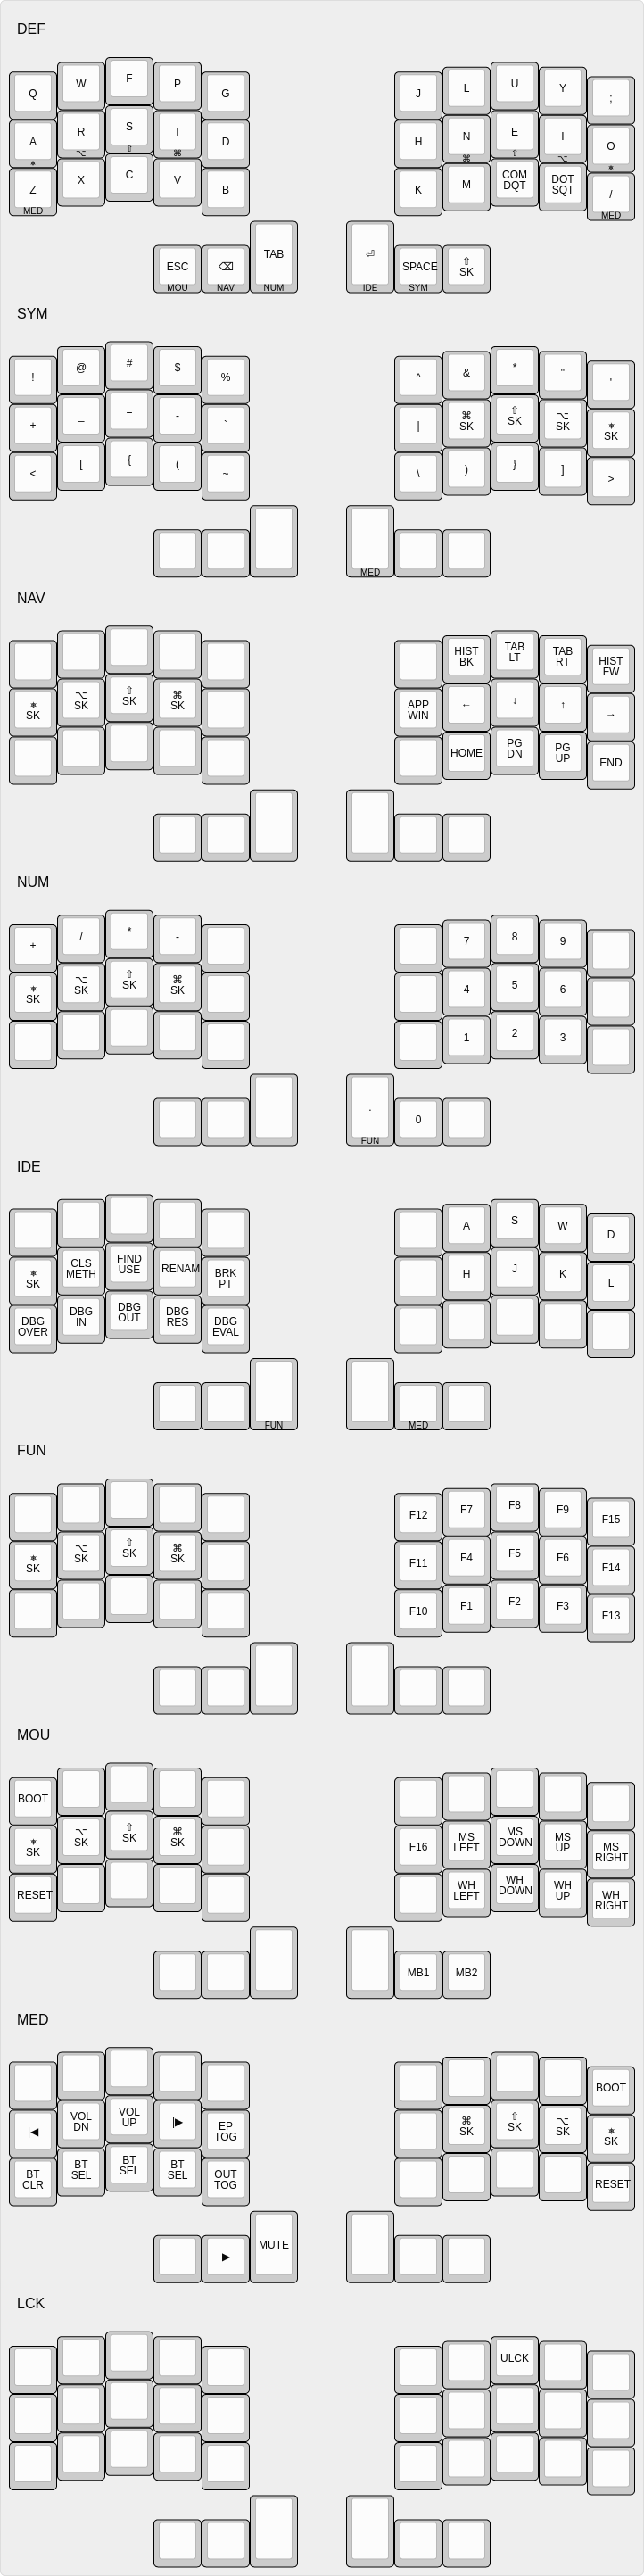 DEF
Q W F P G J L U Y ;
A R S T D H N E I O
⎈ ⌥ ⇧ ⌘ ⌘ ⇧ ⌥ ⎈
Z X C V B K M COM DOT /
DQT SQT
MED MED
ESC ⌫ TAB ⏎ SPACE ⇧
SK
MOU NAV NUM IDE SYM
SYM
! @ # $ % ^ & * " '
+ _ = - ` | ⌘ ⇧ ⌥ ⎈
SK SK SK SK
< [ { ( ~ \ ) } ] >
MED
NAV
HIST TAB TAB HIST
BK LT RT FW
⎈ ⌥ ⇧ ⌘ APP ← ↓ ↑ →
SK SK SK SK WIN
HOME PG PG END
DN UP
NUM
+ / * - 7 8 9
⎈ ⌥ ⇧ ⌘ 4 5 6
SK SK SK SK
1 2 3
. 0
FUN
IDE
A S W D
⎈ CLS FIND RENAM BRK H J K L
SK METH USE PT
DBG DBG DBG DBG DBG
OVER IN OUT RES EVAL
FUN MED
FUN
F12 F7 F8 F9 F15
⎈ ⌥ ⇧ ⌘ F11 F4 F5 F6 F14
SK SK SK SK
F10 F1 F2 F3 F13
MOU
BOOT
⎈ ⌥ ⇧ ⌘ F16 MS MS MS MS
SK SK SK SK LEFT DOWN UP RIGHT
RESET WH WH WH WH
LEFT DOWN UP RIGHT
MB1 MB2
MED
BOOT
|◀ VOL VOL |▶ EP ⌘ ⇧ ⌥ ⎈
DN UP TOG SK SK SK SK
BT BT BT BT OUT RESET
CLR SEL SEL SEL TOG
▶ MUTE
LCK
ULCK